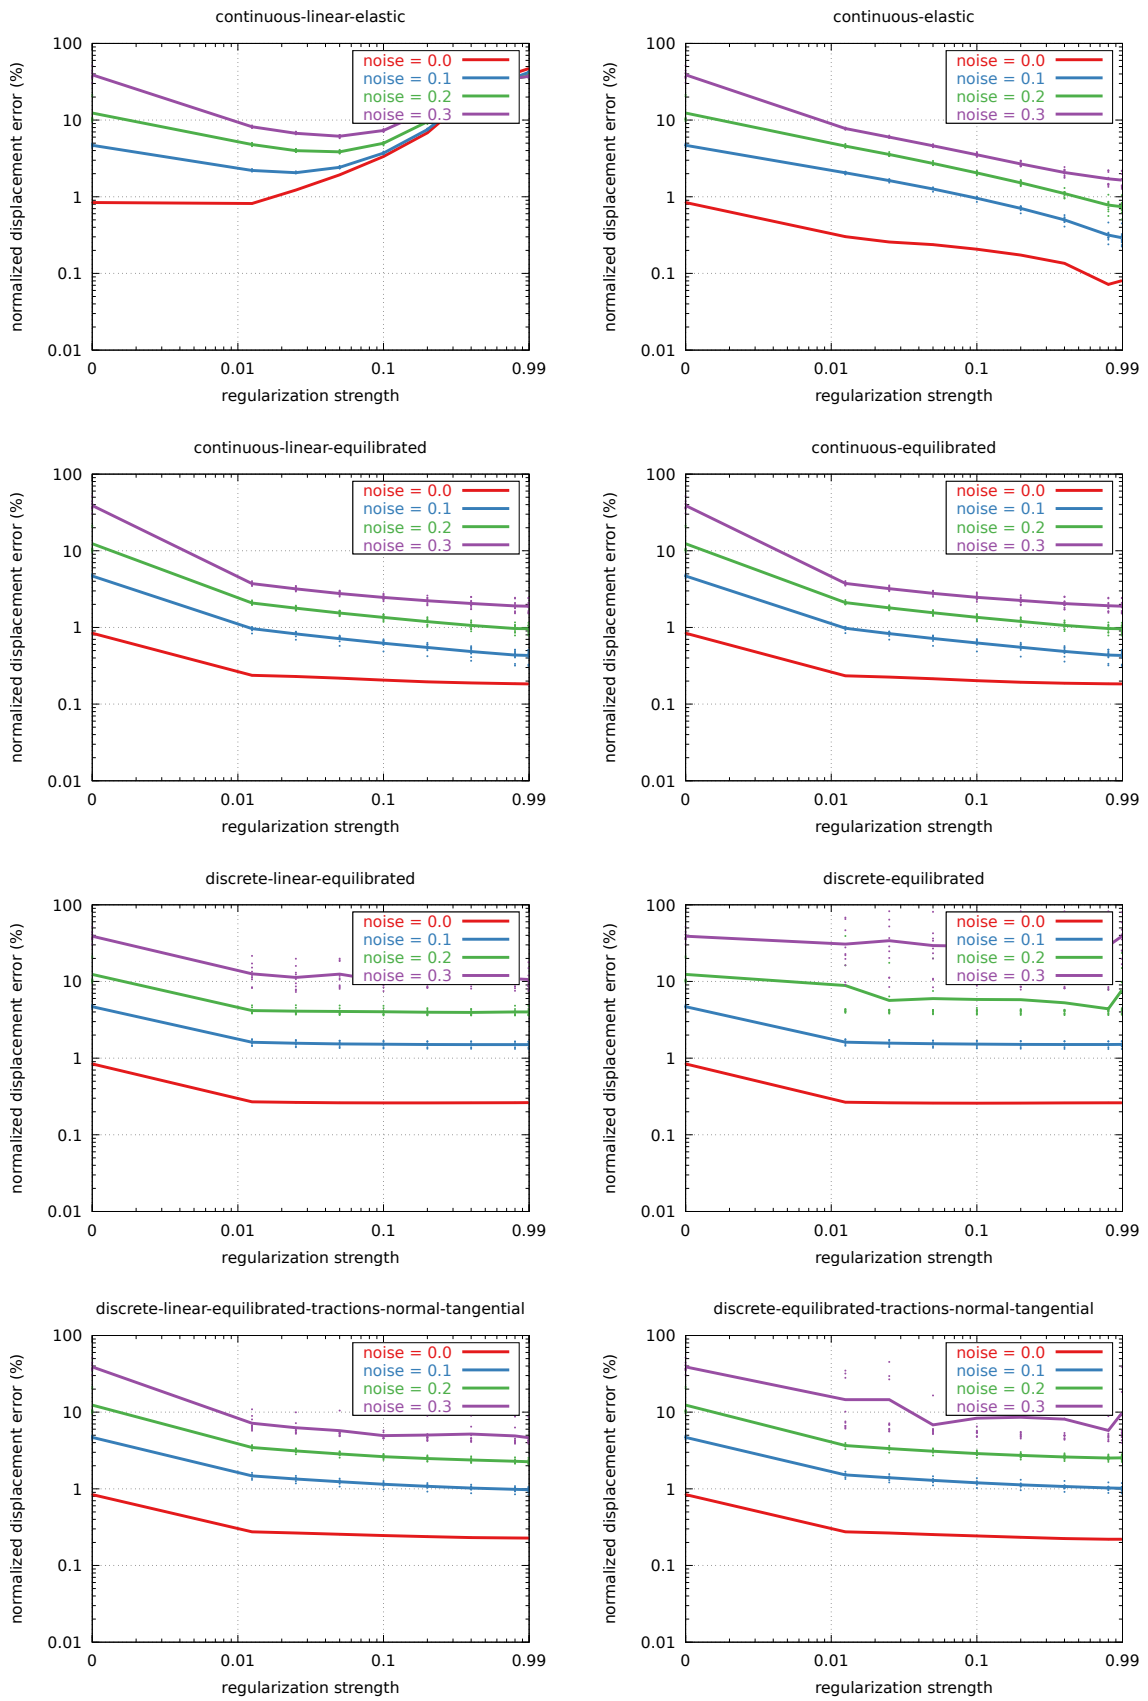 continuous-linear-elastic
normalized displacement error (%)
100
10
1
0.1
0.01
noise = 0.0
noise = 0.1
noise = 0.2
noise = 0.3
0 0.01 0.1 0.99
regularization strength
continuous-elastic
normalized displacement error (%)
100
10
1
0.1
0.01
noise = 0.0
noise = 0.1
noise = 0.2
noise = 0.3
0 0.01 0.1 0.99
regularization strength
continuous-linear-equilibrated
normalized displacement error (%)
100
10
1
0.1
0.01
noise = 0.0
noise = 0.1
noise = 0.2
noise = 0.3
0 0.01 0.1 0.99
regularization strength
continuous-equilibrated
normalized displacement error (%)
100
10
1
0.1
0.01
noise = 0.0
noise = 0.1
noise = 0.2
noise = 0.3
0 0.01 0.1 0.99
regularization strength
discrete-linear-equilibrated
normalized displacement error (%)
100
10
1
0.1
0.01
noise = 0.0
noise = 0.1
noise = 0.2
noise = 0.3
0 0.01 0.1 0.99
regularization strength
discrete-equilibrated
normalized displacement error (%)
100
10
1
0.1
0.01
noise = 0.0
noise = 0.1
noise = 0.2
noise = 0.3
0 0.01 0.1 0.99
regularization strength
discrete-linear-equilibrated-tractions-normal-tangential
normalized displacement error (%)
100
10
1
0.1
0.01
noise = 0.0
noise = 0.1
noise = 0.2
noise = 0.3
0 0.01 0.1 0.99
regularization strength
discrete-equilibrated-tractions-normal-tangential
normalized displacement error (%)
100
10
1
0.1
0.01
noise = 0.0
noise = 0.1
noise = 0.2
noise = 0.3
0 0.01 0.1 0.99
regularization strength